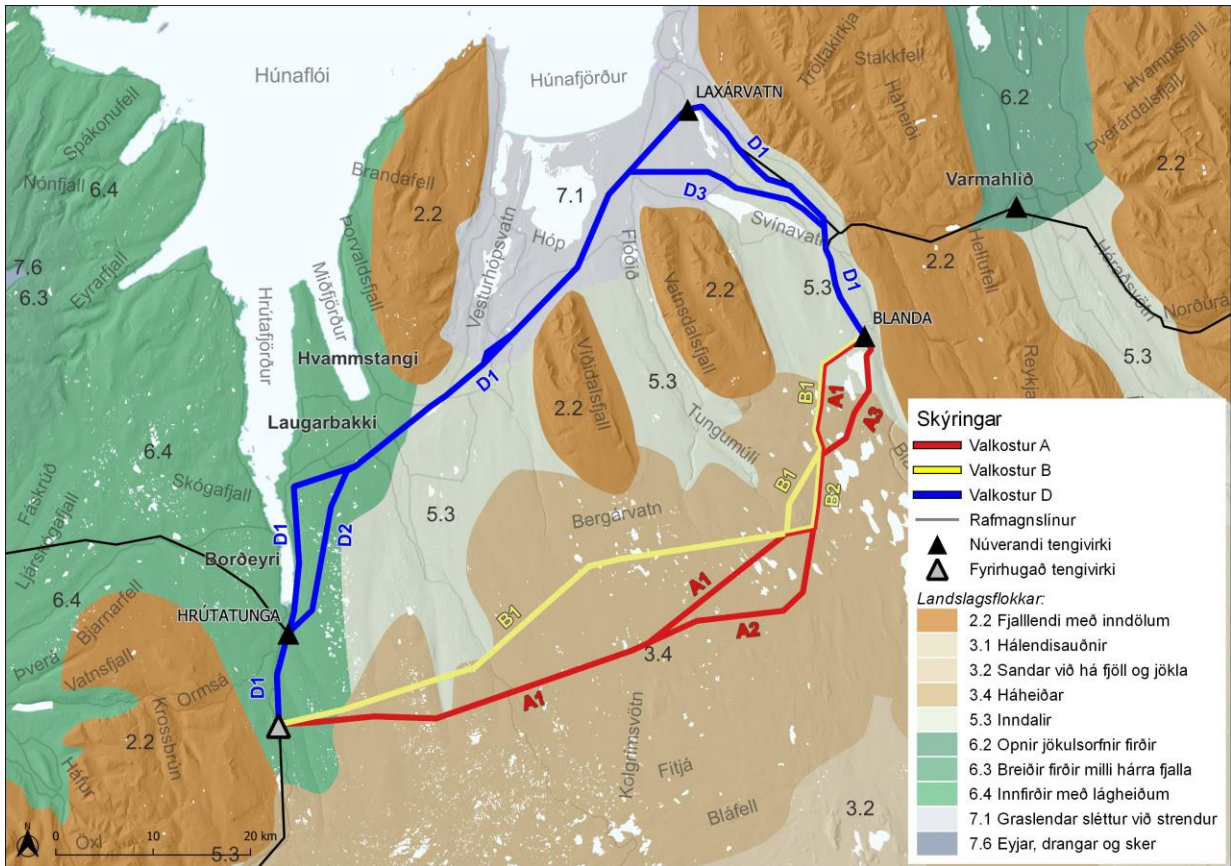 Húnaflói
Húnafjörður
Tröllakirkja
Stakkfell
Háheiði
Hvammsfjall
Þverárdalsfjall
6.2
LAXÁRVATN
Spákonufell
Nónfjall
6.4
Brandafell
2.2
7.1
D1
2.2
Varmahlíð
D3
Þorvaldsfjall
Vesturhópsvatn
Hóp
Flóðið
Svínavatn
Hellufell
Héraðsvötn
7.6
6.3
Eyrarfjall
Miðfjörður
Hrútafjörður
2.2
Vatnsdalsfjall
5.3
D1
2.2
Norðurá
BLANDA
Hvammstangi
D1
5.3
Víðidalsfjall
2.2
Tungumúli
B1
A1
A3
Reykja
5.3
Laugarbakki
6.4
Skógafjall
Fáskrúð
Ljárskógafjall
D1
D2
5.3
Bergárvatn
B1
B2
Borðeyri
6.4
HRÚTATUNGA
Bjarnarfell
Þverá
Vatnsfjall
Ormsá
Krossbrún
2.2
Háfur
D1
B1
A1
A2
3.4
A1
Kolgrímsvötn
Fitjá
Bláfell
3.2
5.3
N
0
10
20 km
Skýringar
Valkostur A
Valkostur B
Valkostur D
Rafmagnslínur
Núverandi tengivirki
Fyrirhugað tengivirki
Landslagsflokkar:
2.2 Fjalllendi með inndölum
3.1 Hálendisauðnir
3.2 Sandar við há fjöll og jökla
3.4 Háheiðar
5.3 Inndalir
6.2 Opnir jökulsorfnir firðir
6.3 Breiðir firðir milli hárra fjalla
6.4 Innfirðir með lágheiðum
7.1 Graslendar sléttur við strendur
7.6 Eyjar, drangar og sker